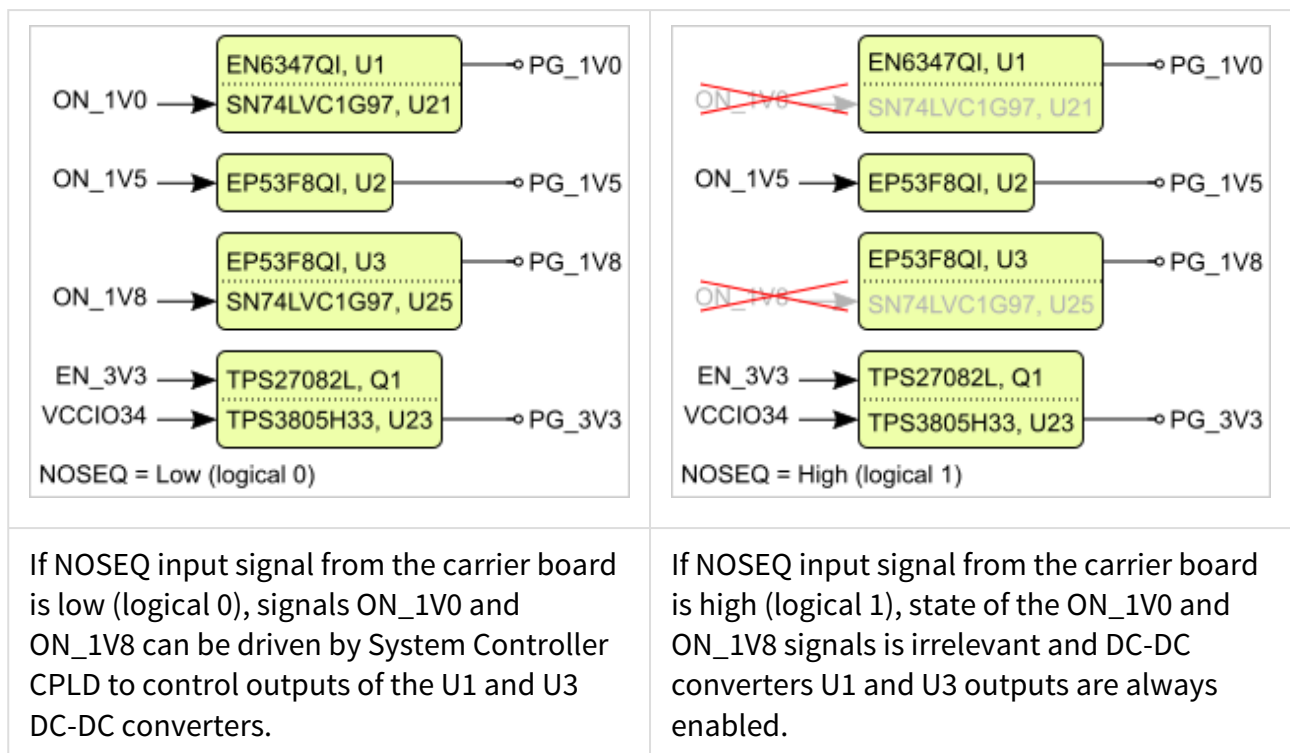 EN6347QI, U1
PG_1V0
ON_1V0
SN74LVC1G97, U21
ON_1V5
EP53F8QI, U2
PG_1V5
EP53F8QI, U3
PG_1V8
ON_1V8
SN74LVC1G97, U25
EN_3V3
TPS27082L, Q1
VCCIO34
TPS3805H33, U23
PG_3V3
NOSEQ = Low (logical 0)
EN6347QI, U1
PG_1V0
ON_1V0
SN74LVC1G97, U21
ON_1V5
EP53F8QI, U2
PG_1V5
EP53F8QI, U3
PG_1V8
ON_1V8
SN74LVC1G97, U25
EN_3V3
TPS27082L, Q1
VCCIO34
TPS3805H33, U23
PG_3V3
NOSEQ = High (logical 1)
If NOSEQ input signal from the carrier board
is low (logical 0), signals ON_1V0 and
ON_1V8 can be driven by System Controller
CPLD to control outputs of the U1 and U3
DC-DC converters.
If NOSEQ input signal from the carrier board
is high (logical 1), state of the ON_1V0 and
ON_1V8 signals is irrelevant and DC-DC
converters U1 and U3 outputs are always
enabled.